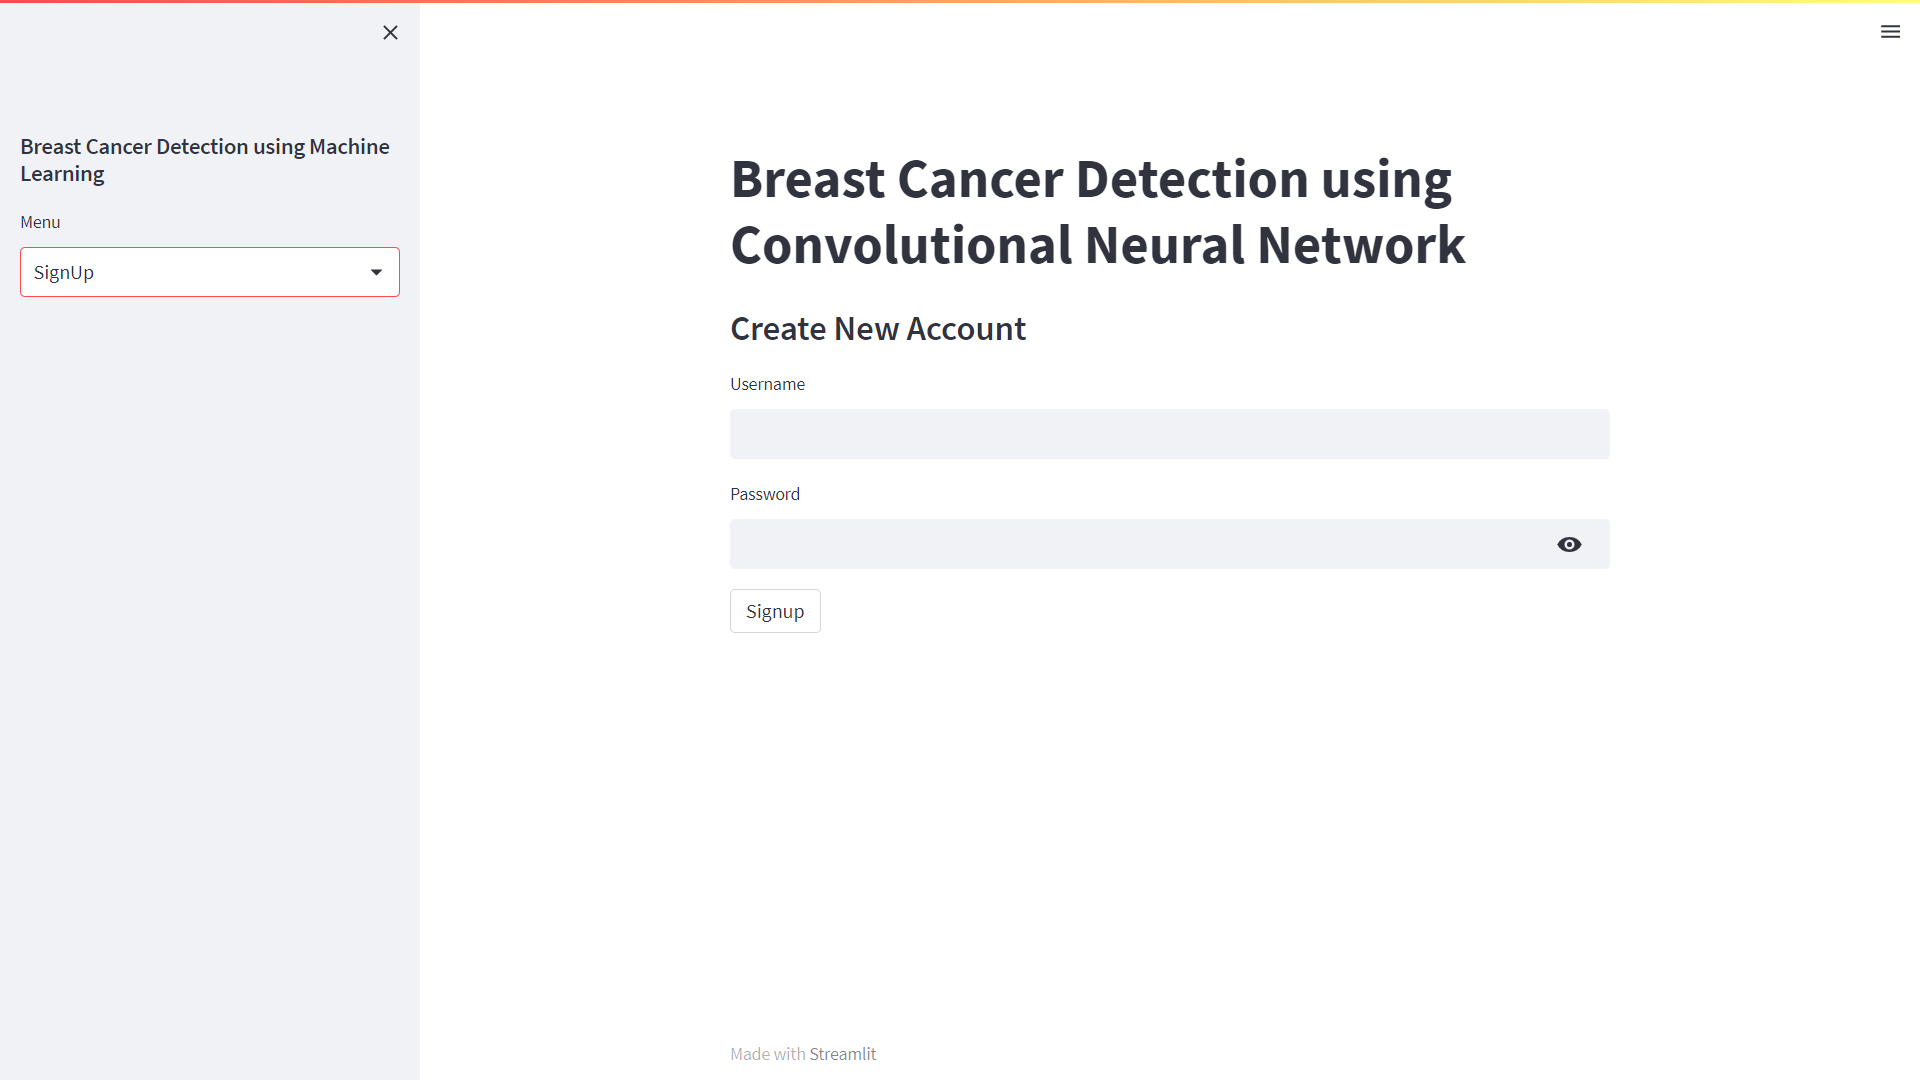 Breast Cancer Detection using Machine
Learning
Menu
SignUp
Breast Cancer Detection using
Convolutional Neural Network
Create New Account
Username
Password
Signup
Made with Streamlit